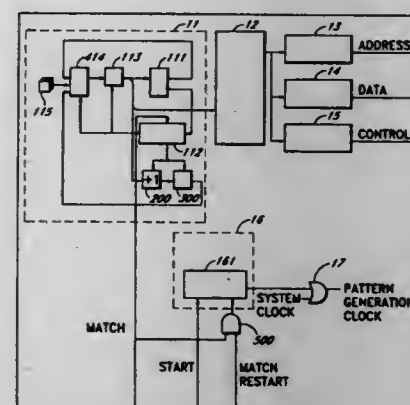 11
12
13
ADDRESS
414
113
111
115
14
DATA
112
15
CONTROL
+1
200
300
16
161
17
PATTERN
GENERATION
CLOCK
SYSTEM
CLOCK
500
MATCH
START
MATCH
RESTART